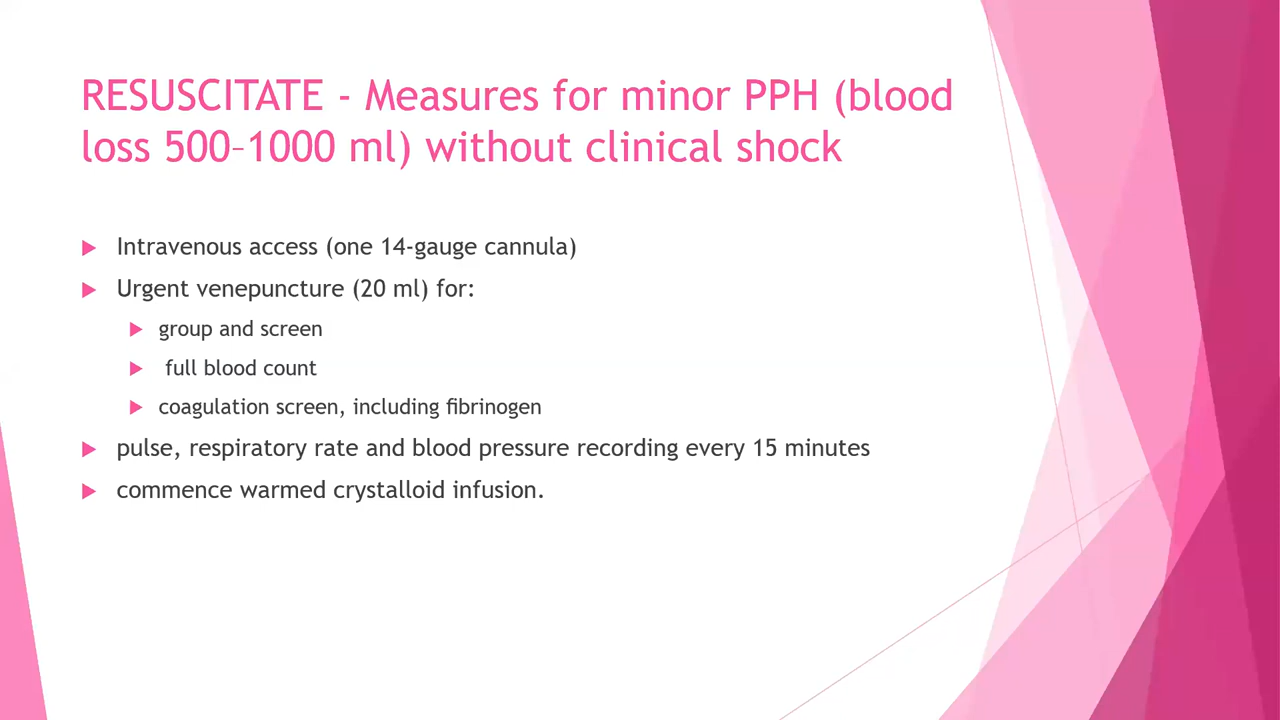 RESUSCITATE - Measures for minor PPH (blood
loss 500–1000 ml) without clinical shock
Intravenous access (one 14-gauge cannula)
Urgent venepuncture (20 ml) for:
group and screen
full blood count
coagulation screen, including fibrinogen
pulse, respiratory rate and blood pressure recording every 15 minutes
commence warmed crystalloid infusion.